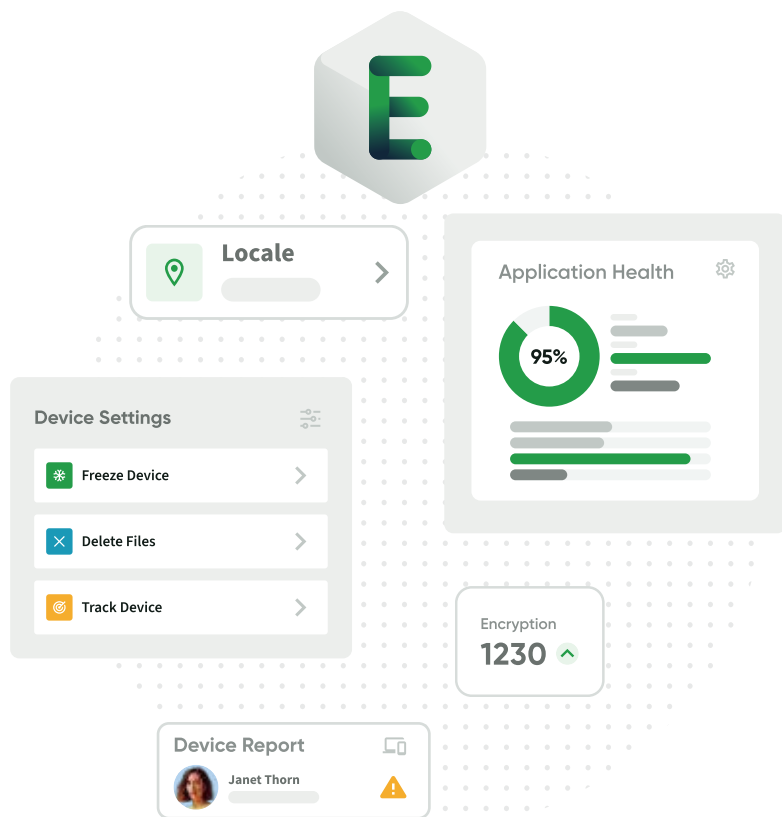 E
Locale
Application Health
95%
Device Settings
Freeze Device
Delete Files
Track Device
Encryption
1230
Device Report
Janet Thorn